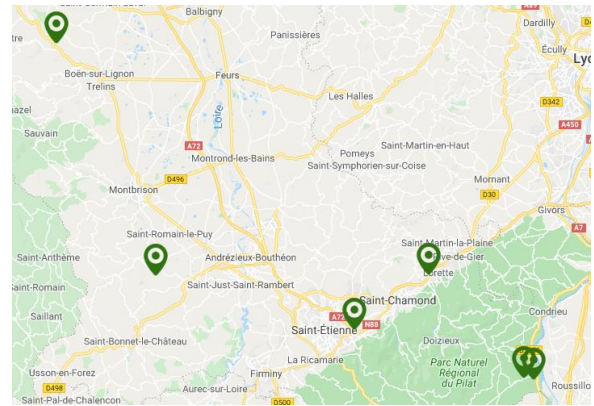 Balbigny
Panissières
Dardilly
Écully
Boën-sur-Lignon
Trelins
Feurs
Les Halles
D342
A450
Sauvain
Loire
A72
Montrond-les-Bains
Pomeys
Saint-Martin-en-Haut
Saint-Symphorien-sur-Coise
D496
Montbrison
Mornant
D30
Givors
A7
Saint-Romain-le-Puy
Saint-Martin-la-Plaine
Saint-Anthème
Andrézieux-Bouthéon
Lorette
Saint-Romain
Saint-Just-Saint-Rambert
Saint-Chamond
Condrieu
Saillant
Saint-Étienne
N88
Saint-Bonnet-le-Château
Doizieux
La Ricamarie
Parc Naturel
Régional
du Pilat
Usson-en-Forez
Firminy
D498
Aurec-sur-Loire
Saint-Pal-de-Chalencon
D500